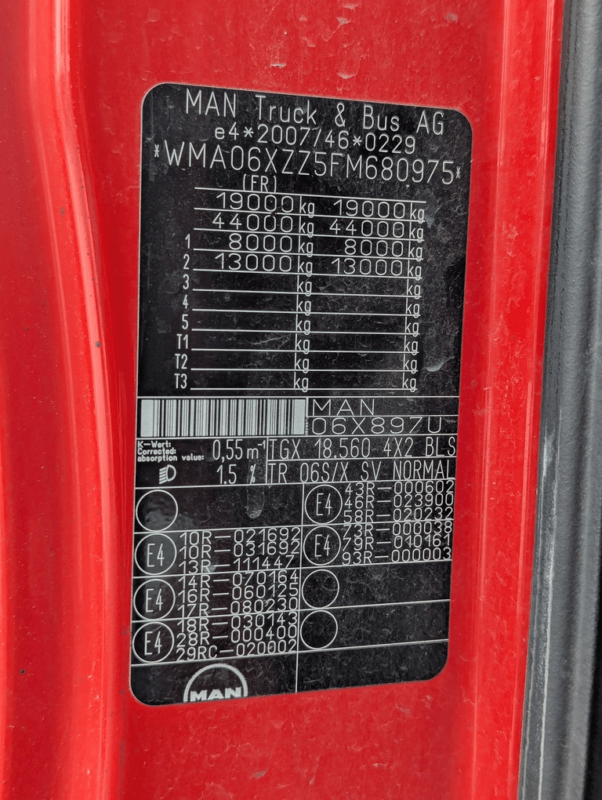 MAN Truck & Bus AG
e4*2007/46*0229
*WMA06XZZ5FM680975*
(FR)
19000 kg 19000 kg
44000 kg 44000 kg
1 8000 kg 8000 kg
2 13000 kg 13000 kg
3 kg kg
4 kg kg
5 kg kg
T1 kg kg
T2 kg kg
T3 kg kg
MAN
06X897U
K-Wert:
Corrected:
absorption value: 0,55 m⁻¹
TGX 18.560 4X2 BLS
1.5 %
TR 06S/X SV NORMAL
E4
43R-000602
46R-023900
58R-020232
E4
10R-021692
10R-031692
13R-111447
E4
73R-000038
79R-010161
93R-000003
E4
14R-070164
16R-060125
17R-080230
E4
18R-030143
28R-000400
29RC-020002
MAN